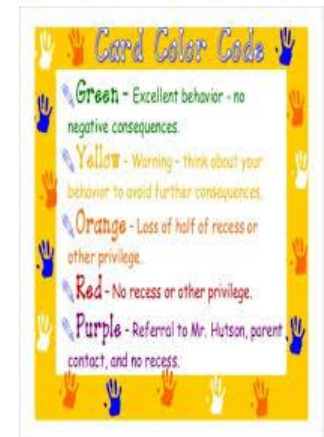 Card Color Code
Green - Excellent behavior - no
negative consequences.
Yellow - Warning - think about your
behavior to avoid further consequences.
Orange - Loss of half of recess or
other privilege.
Red - No recess or other privilege.
Purple - Referral to Mr. Hutson, parent
contact, and no recess.